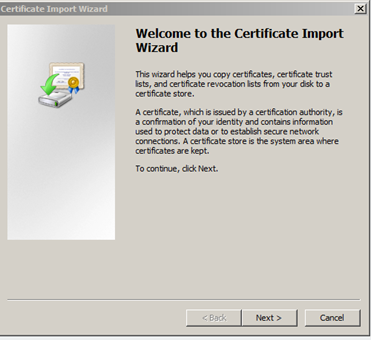 Certificate Import Wizard
Welcome to the Certificate Import
Wizard
This wizard helps you copy certificates, certificate trust
lists, and certificate revocation lists from your disk to a
certificate store.
A certificate, which is issued by a certification authority, is
a confirmation of your identity and contains information
used to protect data or to establish secure network
connections. A certificate store is the system area where
certificates are kept.
To continue, click Next.
< Back
Next >
Cancel